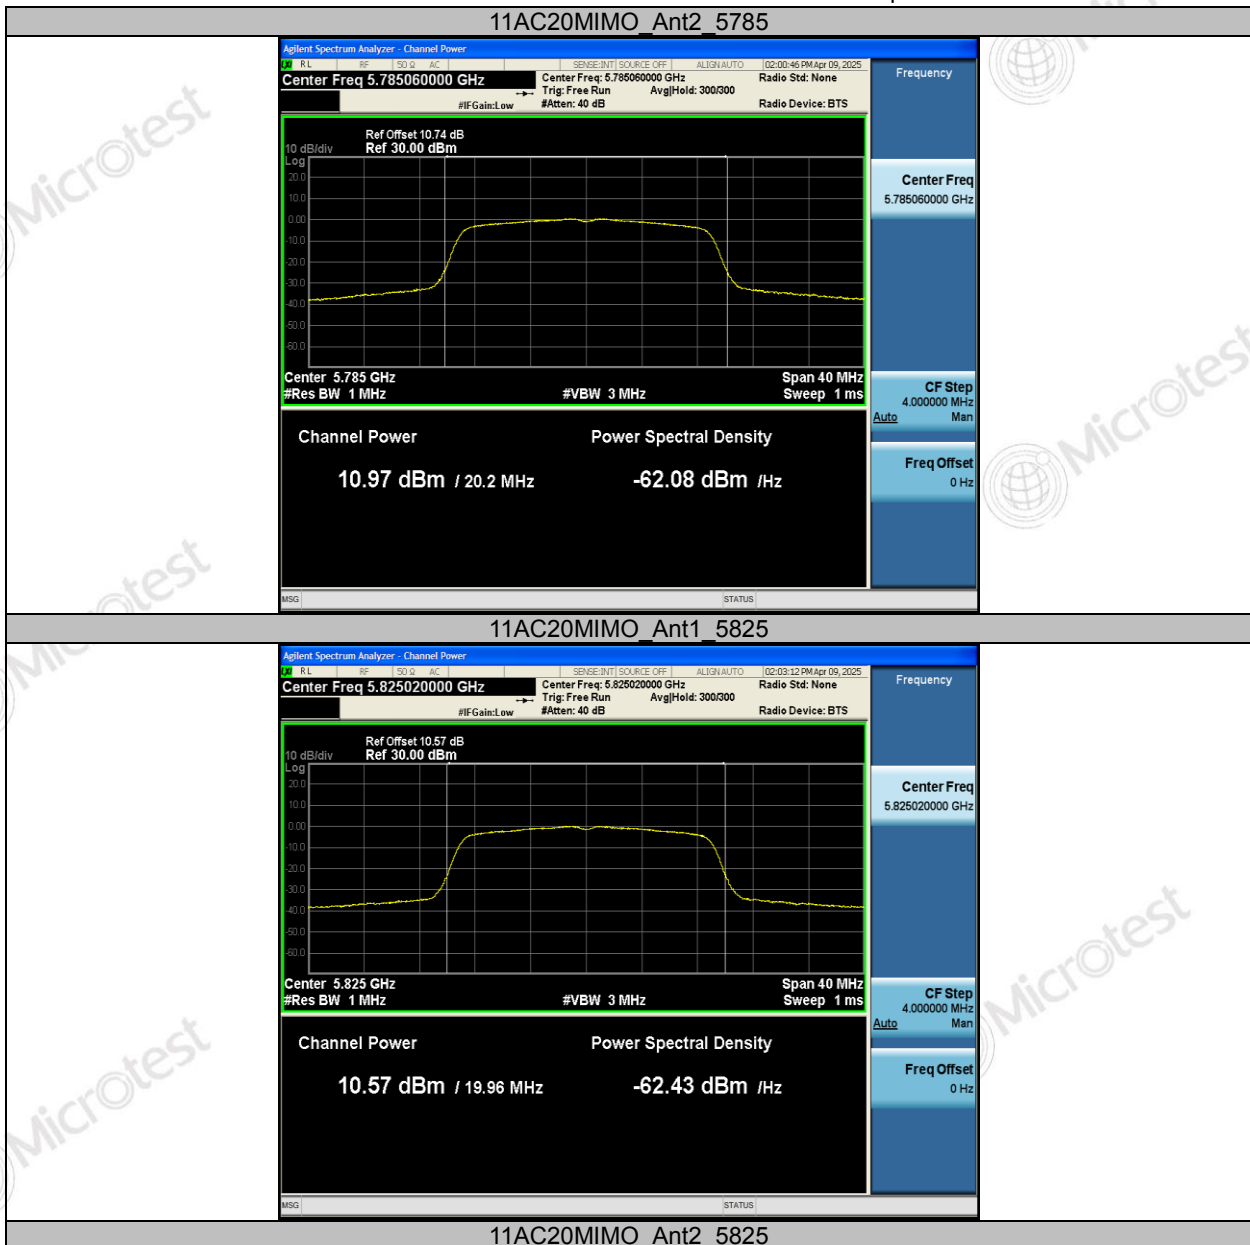 11AC20MIMO_Ant2_5785
Agilent Spectrum Analyzer - Channel Power
LXI RL RF 50 Ω AC SENSE:INT SOURCE OFF ALIGN AUTO 02:00:46 PM Apr 09, 2025
Center Freq 5.785060000 GHz
Center Freq: 5.785060000 GHz
Radio Std: None
Trig: Free Run Avg|Hold: 300/300
#IFGain:Low
#Atten: 40 dB
Radio Device: BTS
Ref Offset 10.74 dB
10 dB/div Ref 30.00 dBm
Log
20.0
10.0
0.00
-10.0
-20.0
-30.0
-40.0
-50.0
-60.0
Center 5.785 GHz Span 40 MHz
#Res BW 1 MHz #VBW 3 MHz Sweep 1 ms
Channel Power Power Spectral Density
10.97 dBm / 20.2 MHz -62.08 dBm /Hz
MSG STATUS
Frequency
Center Freq
5.785060000 GHz
CF Step
4.000000 MHz
Auto Man
Freq Offset
0 Hz
11AC20MIMO_Ant1_5825
Agilent Spectrum Analyzer - Channel Power
LXI RL RF 50 Ω AC SENSE:INT SOURCE OFF ALIGN AUTO 02:03:12 PM Apr 09, 2025
Center Freq 5.825020000 GHz
Center Freq: 5.825020000 GHz
Radio Std: None
Trig: Free Run Avg|Hold: 300/300
#IFGain:Low
#Atten: 40 dB
Radio Device: BTS
Ref Offset 10.57 dB
10 dB/div Ref 30.00 dBm
Log
20.0
10.0
0.00
-10.0
-20.0
-30.0
-40.0
-50.0
-60.0
Center 5.825 GHz Span 40 MHz
#Res BW 1 MHz #VBW 3 MHz Sweep 1 ms
Channel Power Power Spectral Density
10.57 dBm / 19.96 MHz -62.43 dBm /Hz
MSG STATUS
Frequency
Center Freq
5.825020000 GHz
CF Step
4.000000 MHz
Auto Man
Freq Offset
0 Hz
11AC20MIMO_Ant2_5825
Microtest
Microtest
otest
Microtest
Microtest